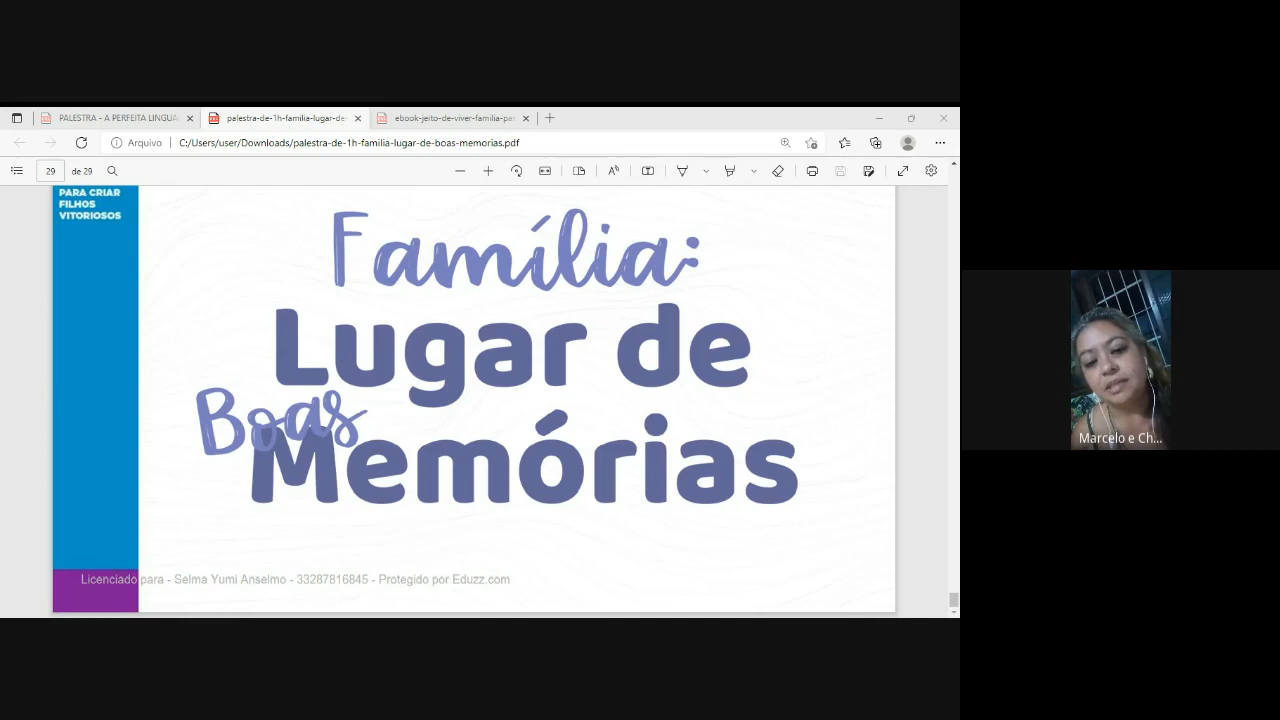 PALESTRA - A PERFEITA LINGUA
palestra-de-1h-familia-lugar-de-
ebook-jeito-de-viver-familia-pa
Arquivo
C:/Users/user/Downloads/palestra-de-1h-familia-lugar-de-boas-memorias.pdf
29
de 29
PARA CRIAR
FILHOS
VITORIOSOS
Família:
Lugar de
Boas
Memórias
Licenciado para - Selma Yumi Anselmo - 33287816845 - Protegido por Eduzz.com
Marcelo e Ch...